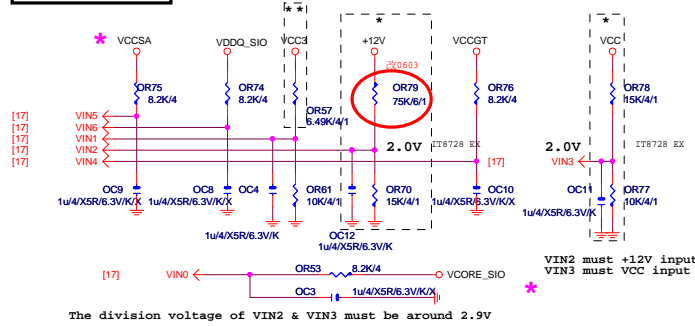 * *
*
*
*
VCCSA
VDDQ_SIO
VCC3
+12V
VCCGT
VCC
OR75
8.2K/4
OR74
8.2K/4
OR57
6.49K/4/1
OR79
75K/6/1
OR76
8.2K/4
OR78
15K/4/1
[17] VIN5
[17] VIN6
[17] VIN1
[17] VIN2
[17] VIN4
2.0V
IT8728 EX
[17]
2.0V
IT8728 EX
VIN3
OC9
1u/4/X5R/6.3V/K/X
OC8
1u/4/X5R/6.3V/K/X
OC4
1u/4/X5R/6.3V/K
OR61
10K/4/1
OC12
1u/4/X5R/6.3V/K
OR70
15K/4/1
OC10
1u/4/X5R/6.3V/K/X
OC11
1u/4/X5R/6.3V/K
OR77
10K/4/1
VIN2 must +12V input
VIN3 must VCC input
*
[17] VIN0
OR53 8.2K/4
VCORE_SIO
OC3 1u/4/X5R/6.3V/K/X
The division voltage of VIN2 & VIN3 must be around 2.9V